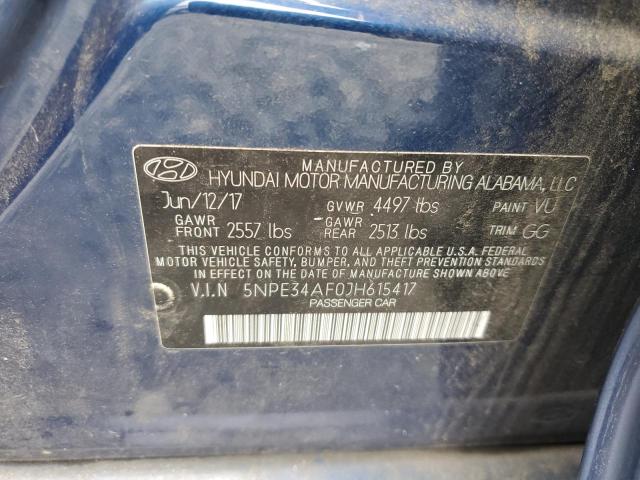 MANUFACTURED BY
HYUNDAI MOTOR MANUFACTURING ALABAMA, LLC
Jun/12/17 GVWR 4497 lbs PAINT VU
GAWR FRONT 2557 lbs GAWR REAR 2513 lbs TRIM GG
THIS VEHICLE CONFORMS TO ALL APPLICABLE U.S.A. FEDERAL
MOTOR VEHICLE SAFETY, BUMPER, AND THEFT PREVENTION STANDARDS
IN EFFECT ON THE DATE OF MANUFACTURE SHOWN ABOVE.
V.I.N 5NPE34AF0JH615417
PASSENGER CAR